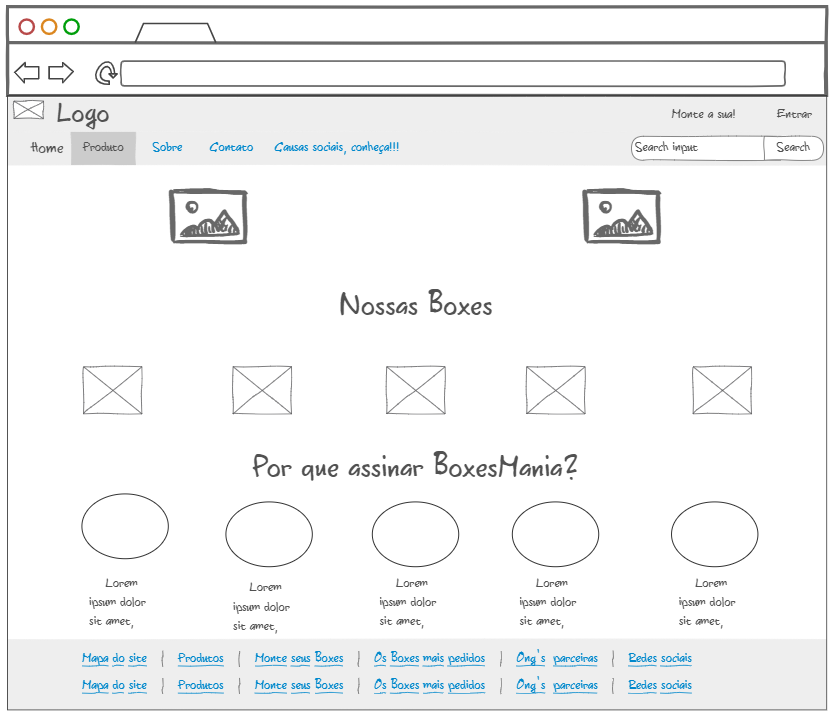 Logo
Monte a sua! Entrar
Home Produto Sobre Contato Causas sociais, conheça!!!
Search input Search
Nossas Boxes
Por que assinar BoxesMania?
Lorem Lorem Lorem Lorem Lorem
ipsum dolor ipsum dolor ipsum dolor ipsum dolor ipsum dolor
sit amet, sit amet, sit amet, sit amet, sit amet,
Mapa do site | Produtos | Monte seus Boxes | Os Boxes mais pedidos | Ong's parceiras | Redes sociais
Mapa do site | Produtos | Monte seus Boxes | Os Boxes mais pedidos | Ong's parceiras | Redes sociais